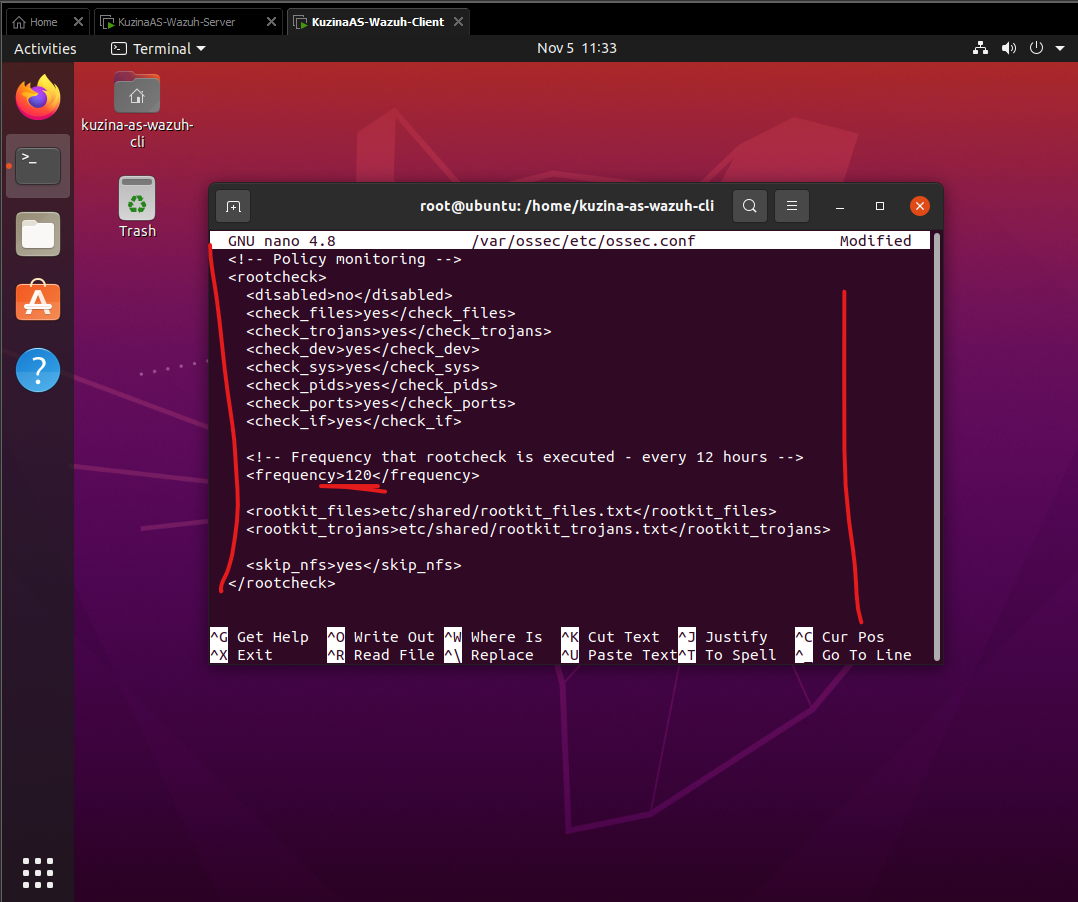 Home
KuzinaAS-Wazuh-Server
KuzinaAS-Wazuh-Client
Activities
Terminal
Nov 5 11:33
kuzina-as-wazuh-
cli
Trash
root@ubuntu: /home/kuzina-as-wazuh-cli
GNU nano 4.8 /var/ossec/etc/ossec.conf Modified
<!-- Policy monitoring -->
<rootcheck>
<disabled>no</disabled>
<check_files>yes</check_files>
<check_trojans>yes</check_trojans>
<check_dev>yes</check_dev>
<check_sys>yes</check_sys>
<check_pids>yes</check_pids>
<check_ports>yes</check_ports>
<check_if>yes</check_if>
<!-- Frequency that rootcheck is executed - every 12 hours -->
<frequency>120</frequency>
<rootkit_files>etc/shared/rootkit_files.txt</rootkit_files>
<rootkit_trojans>etc/shared/rootkit_trojans.txt</rootkit_trojans>
<skip_nfs>yes</skip_nfs>
</rootcheck>
^G Get Help ^O Write Out ^W Where Is ^K Cut Text ^J Justify ^C Cur Pos
^X Exit ^R Read File ^\ Replace ^U Paste Text ^T To Spell ^_ Go To Line